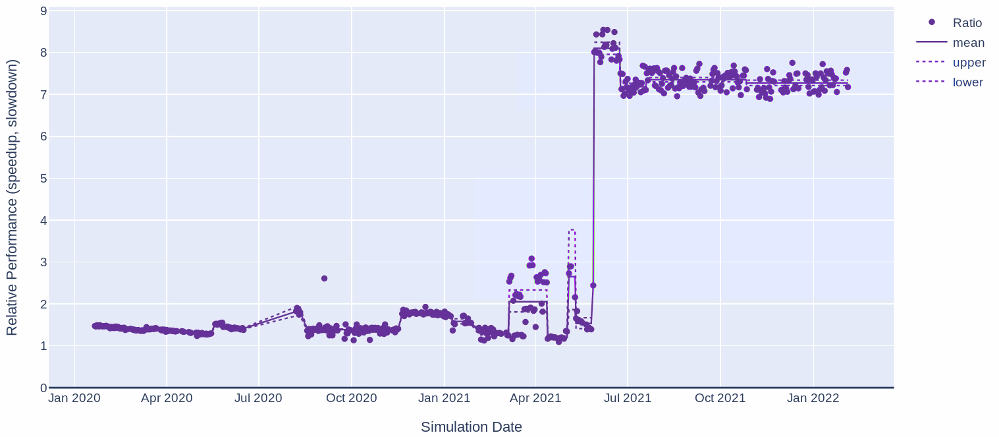 Relative Performance (speedup, slowdown)
9
8
7
6
5
4
3
2
1
0
Jan 2020
Apr 2020
Jul 2020
Oct 2020
Jan 2021
Apr 2021
Jul 2021
Oct 2021
Jan 2022
Simulation Date
Ratio
mean
upper
lower